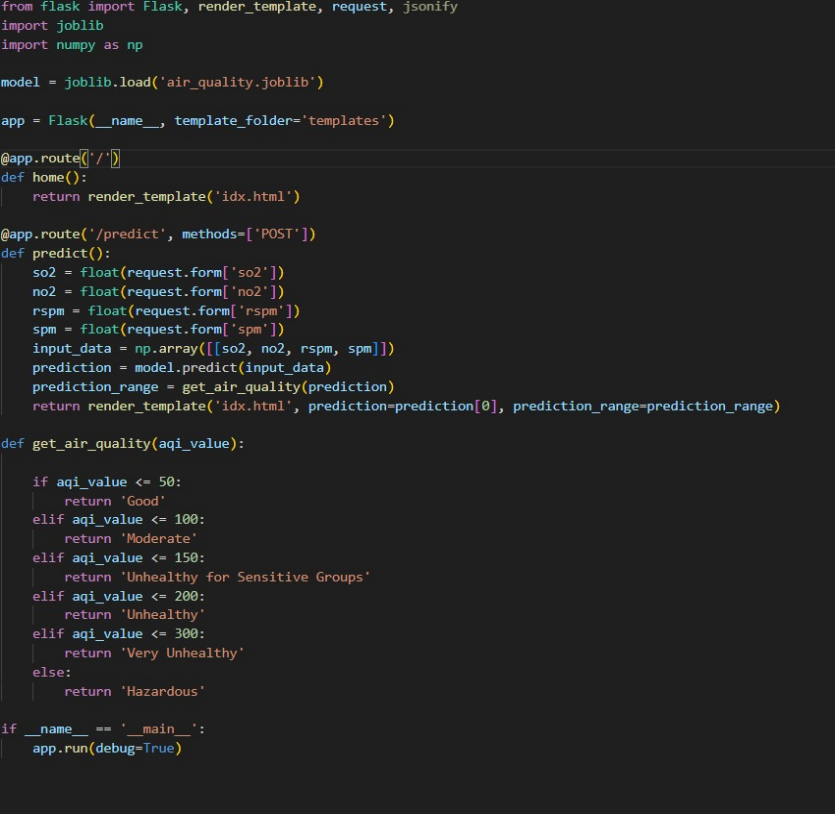 from flask import Flask, render_template, request, jsonify
import joblib
import numpy as np

model = joblib.load('air_quality.joblib')

app = Flask(__name__, template_folder='templates')

@app.route('/')
def home():
    return render_template('idx.html')

@app.route('/predict', methods=['POST'])
def predict():
    so2 = float(request.form['so2'])
    no2 = float(request.form['no2'])
    rspm = float(request.form['rspm'])
    spm = float(request.form['spm'])
    input_data = np.array([[so2, no2, rspm, spm]])
    prediction = model.predict(input_data)
    prediction_range = get_air_quality(prediction)
    return render_template('idx.html', prediction=prediction[0], prediction_range=prediction_range)

def get_air_quality(aqi_value):

    if aqi_value <= 50:
        return 'Good'
    elif aqi_value <= 100:
        return 'Moderate'
    elif aqi_value <= 150:
        return 'Unhealthy for Sensitive Groups'
    elif aqi_value <= 200:
        return 'Unhealthy'
    elif aqi_value <= 300:
        return 'Very Unhealthy'
    else:
        return 'Hazardous'

if __name__ == '__main__':
    app.run(debug=True)